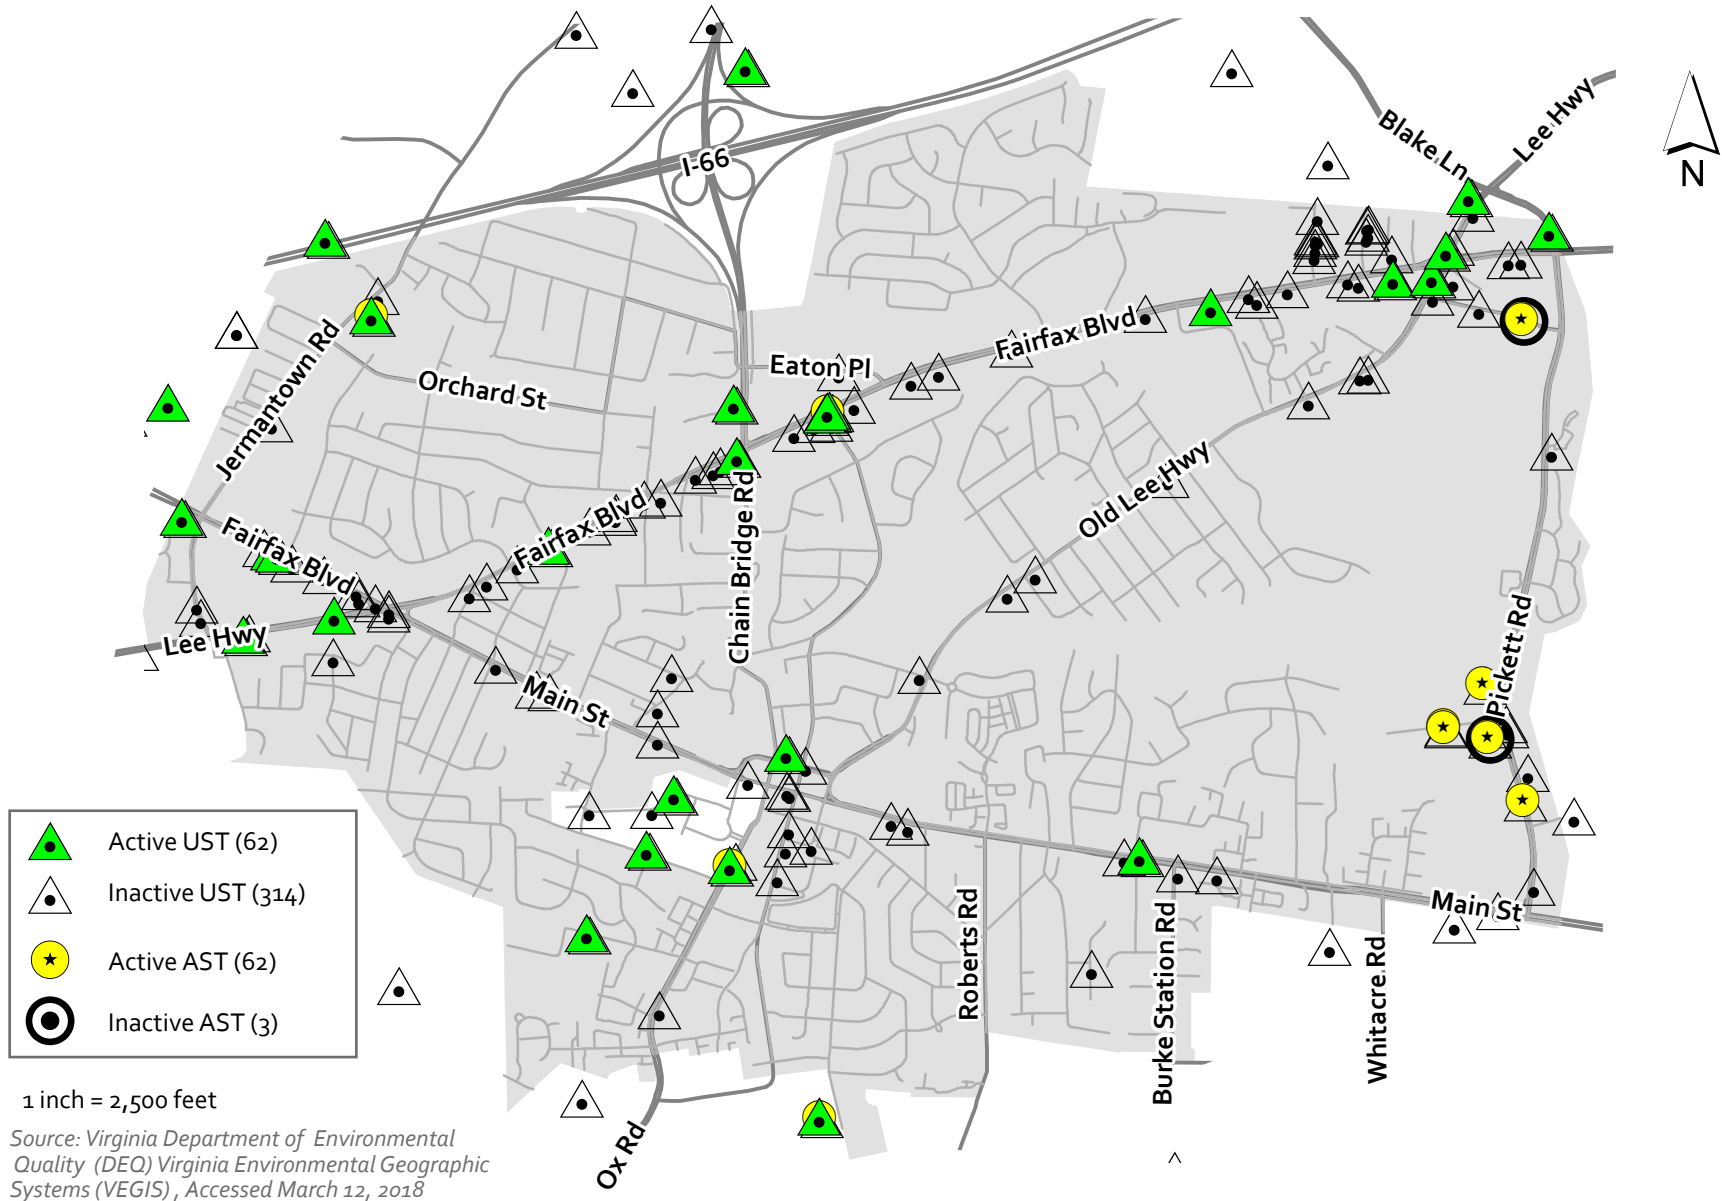 I-66
Blake Ln
Lee Hwy
N
Jermantown Rd
Orchard St
Eaton Pl
Fairfax Blvd
Fairfax Blvd
Fairfax Blvd
Lee Hwy
Chain Bridge Rd
Old Lee Hwy
Main St
Pickett Rd
Main St
Roberts Rd
Burke Station Rd
Whitacre Rd
Ox Rd
Active UST (62)
Inactive UST (314)
Active AST (62)
Inactive AST (3)
1 inch = 2,500 feet
Source: Virginia Department of Environmental
Quality (DEQ) Virginia Environmental Geographic
Systems (VEGIS) , Accessed March 12, 2018